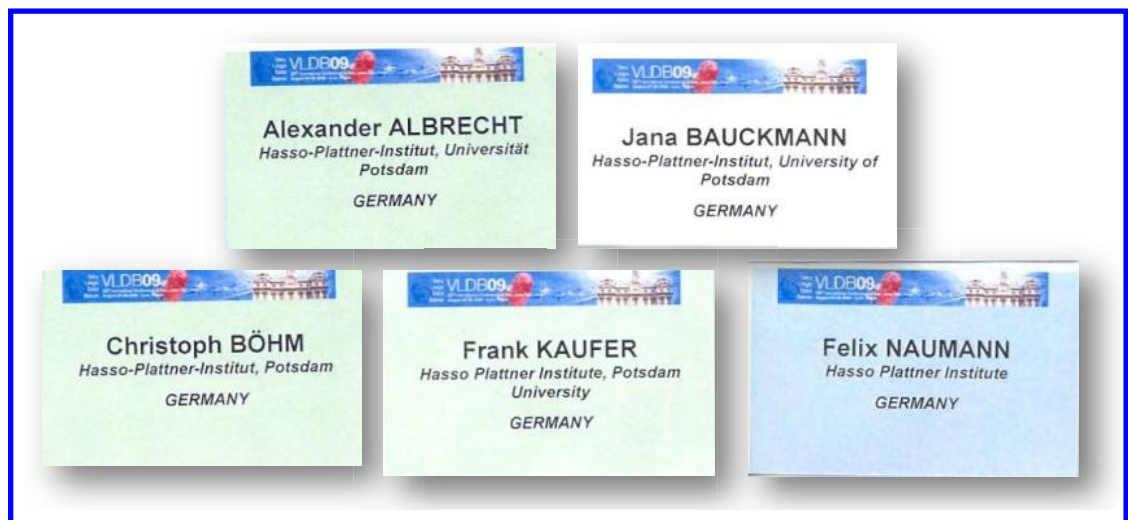 VLDB09
Alexander ALBRECHT
Hasso-Plattner-Institut, Universität
Potsdam
GERMANY
VLDB09
Jana BAUCKMANN
Hasso-Plattner-Institut, University of
Potsdam
GERMANY
VLDB09
Christoph BÖHM
Hasso-Plattner-Institut, Potsdam
GERMANY
VLDB09
Frank KAUFER
Hasso Plattner Institute, Potsdam
University
GERMANY
VLDB09
Felix NAUMANN
Hasso Plattner Institute
GERMANY